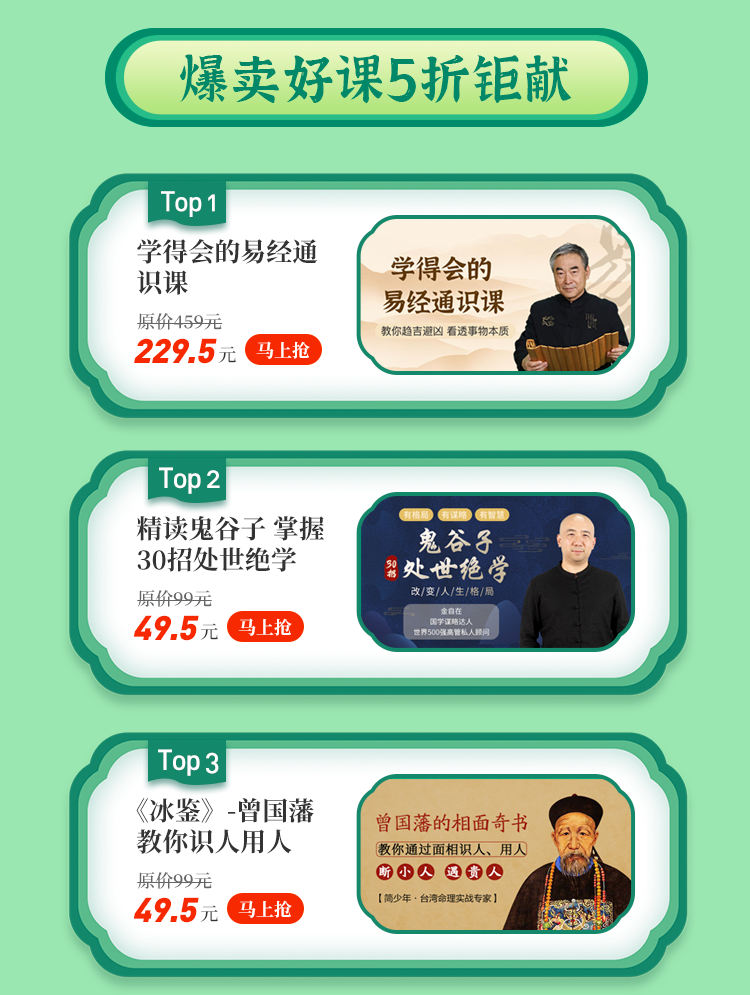 爆卖好课5折钜献
Top 1
学得会的易经通
识课
原价459元
229.5元
马上抢
学得会的
易经通识课
教你趋吉避凶 看透事物本质
Top 2
精读鬼谷子 掌握
30招处世绝学
原价99元
49.5元
马上抢
有格局 有谋略 有智慧
鬼谷子
30招
处世绝学
改/变/人/生/格/局
金自在
国学谋略达人
世界500强高管私人顾问
Top 3
《冰鉴》-曾国藩
教你识人用人
原价99元
49.5元
马上抢
曾国藩的相面奇书
教你通过面相识人、用人
断小人 遇贵人
【简少年·台湾命理实战专家】